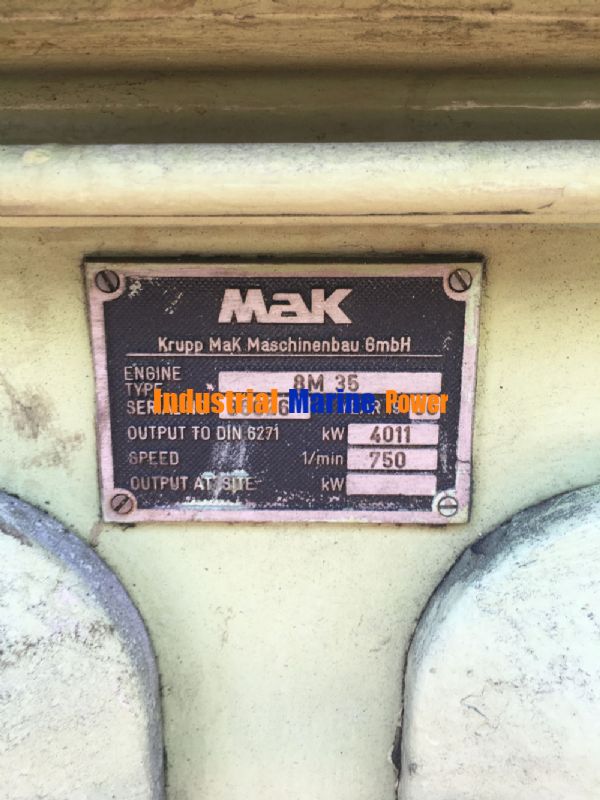 MaK
Krupp MaK Maschinenbau GmbH
ENGINE
TYPE 8M 35
Industrial Marine Power
OUTPUT TO DIN 6271 kW 4011
SPEED 1/min 750
OUTPUT AT SITE kW